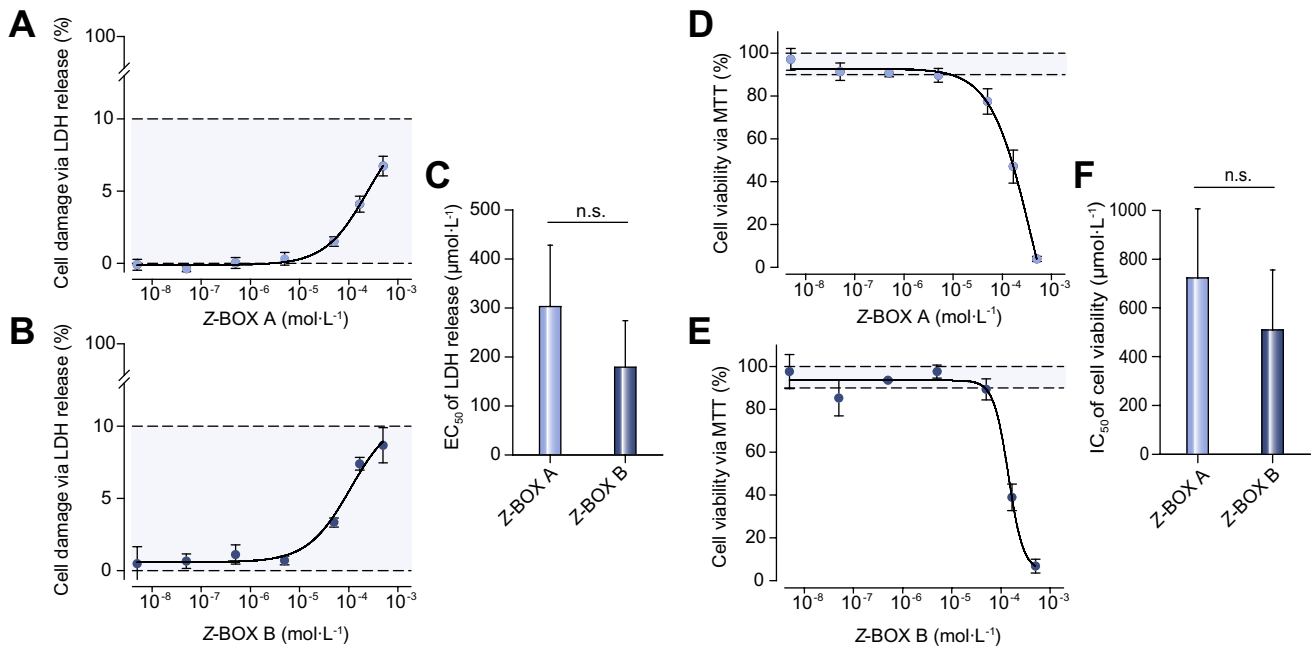 A
Cell damage via LDH release (%)
100
10
5
0
10⁻⁸ 10⁻⁷ 10⁻⁶ 10⁻⁵ 10⁻⁴ 10⁻³
Z-BOX A (mol·L⁻¹)
B
Cell damage via LDH release (%)
100
10
5
0
10⁻⁸ 10⁻⁷ 10⁻⁶ 10⁻⁵ 10⁻⁴ 10⁻³
Z-BOX B (mol·L⁻¹)
C
EC₅₀ of LDH release (µmol·L⁻¹)
500
400
300
200
100
0
n.s.
Z-BOX A
Z-BOX B
D
Cell viability via MTT (%)
100
80
60
40
20
0
10⁻⁸ 10⁻⁷ 10⁻⁶ 10⁻⁵ 10⁻⁴ 10⁻³
Z-BOX A (mol·L⁻¹)
E
Cell viability via MTT (%)
100
80
60
40
20
0
10⁻⁸ 10⁻⁷ 10⁻⁶ 10⁻⁵ 10⁻⁴ 10⁻³
Z-BOX B (mol·L⁻¹)
F
IC₅₀ of cell viability (µmol·L⁻¹)
1000
800
600
400
200
0
n.s.
Z-BOX A
Z-BOX B